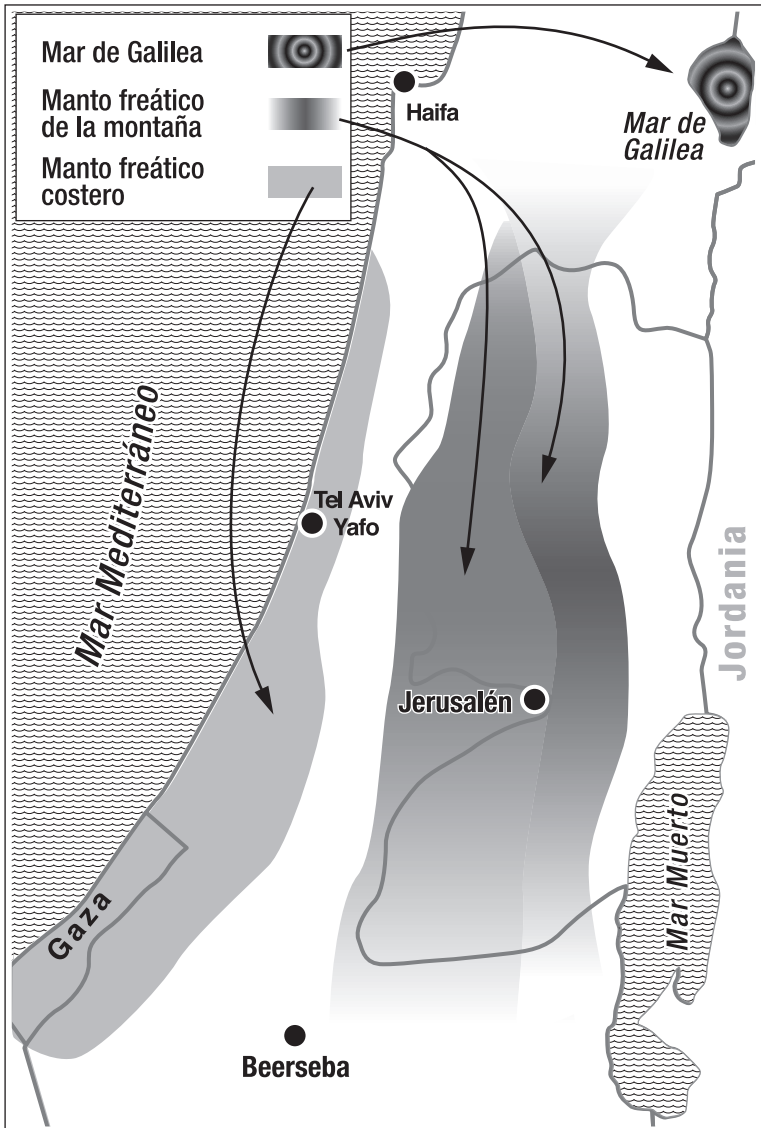 Mar de Galilea
Manto freático
de la montaña
Manto freático
costero
Haifa
Mar de
Galilea
Mar Mediterráneo
Tel Aviv
Yafo
Jordania
Jerusalén
Mar Muerto
Gaza
Beerseba